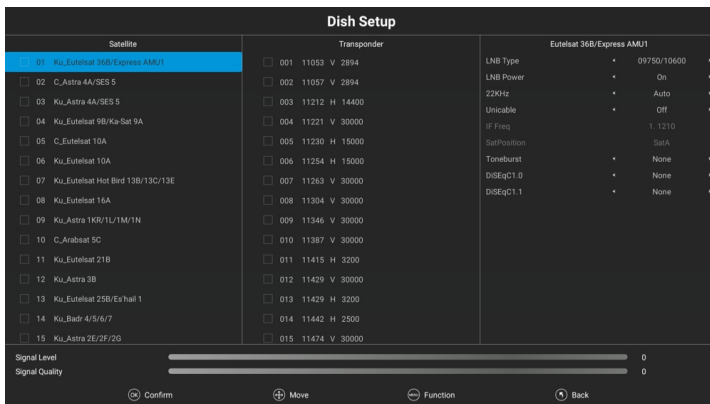 Dish Setup
Satellite
01 Ku_Eutelsat 36B/Express AMU1
02 C_Astra 4A/SES 5
03 Ku_Astra 4A/SES 5
04 Ku_Eutelsat 9B/Ka-Sat 9A
05 C_Eutelsat 10A
06 Ku_Eutelsat 10A
07 Ku_Eutelsat Hot Bird 13B/13C/13E
08 Ku_Eutelsat 16A
09 Ku_Astra 1KR/1L/1M/1N
10 C_Arabsat 5C
11 Ku_Eutelsat 21B
12 Ku_Astra 3B
13 Ku_Eutelsat 25B/Es'hail 1
14 Ku_Badr 4/5/6/7
15 Ku_Astra 2E/2F/2G
Transponder
001 11053 V 2894
002 11057 V 2894
003 11212 H 14400
004 11221 V 30000
005 11230 H 15000
006 11254 H 15000
007 11263 V 30000
008 11304 V 30000
009 11346 V 30000
010 11387 V 30000
011 11415 H 3200
012 11429 V 30000
013 11429 H 3200
014 11442 H 2500
015 11474 V 30000
Eutelsat 36B/Express AMU1
LNB Type 09750/10600
LNB Power On
22KHz Auto
Unicable Off
IF Freq 1. 1210
SatPosition SatA
Toneburst None
DiSEqC1.0 None
DiSEqC1.1 None
Signal Level 0
Signal Quality 0
OK Confirm
Move
MENU Function
Back